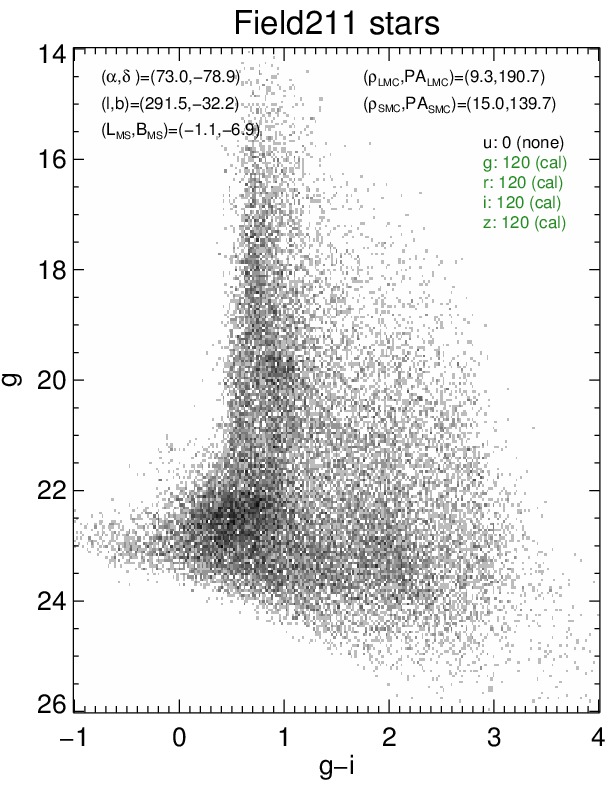 Field211 stars
(α,δ )=(73.0,−78.9)
(ρLMC,PALMC)=(9.3,190.7)
(l,b)=(291.5,−32.2)
(ρSMC,PASMC)=(15.0,139.7)
(LMS,BMS)=(−1.1,−6.9)
u: 0 (none)
g: 120 (cal)
r: 120 (cal)
i: 120 (cal)
z: 120 (cal)
14
16
18
20
22
24
26
g
−1 0 1 2 3 4
g−i